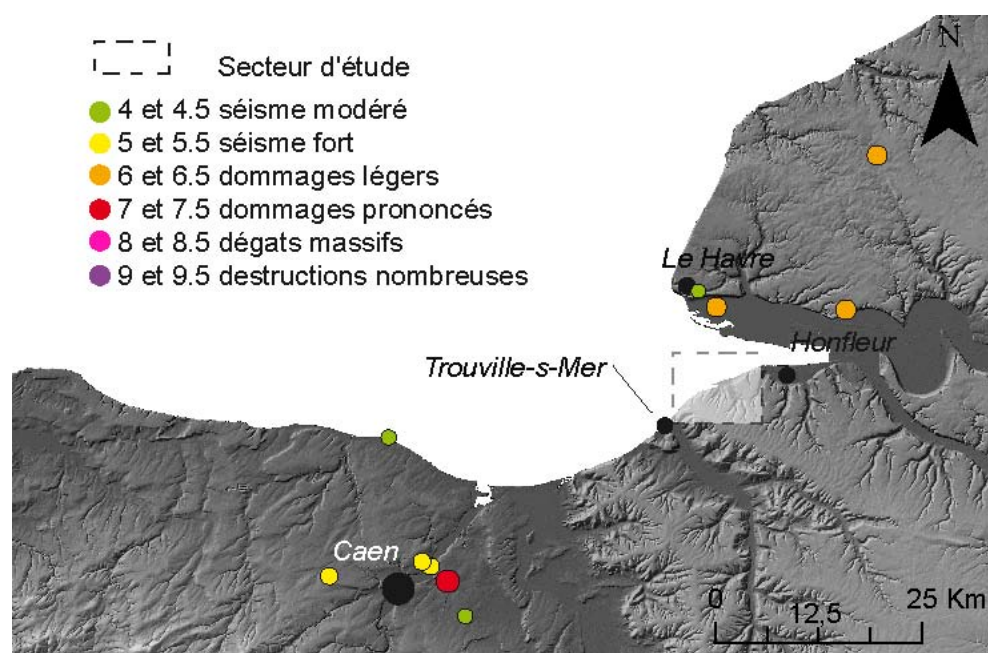 Secteur d'étude
4 et 4.5 séisme modéré
5 et 5.5 séisme fort
6 et 6.5 dommages légers
7 et 7.5 dommages prononcés
8 et 8.5 dégats massifs
9 et 9.5 destructions nombreuses
N
Le Havre
Honfleur
Trouville-s-Mer
Caen
0 12,5 25 Km